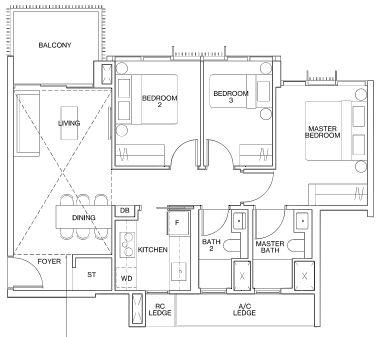 BALCONY
BEDROOM
2
BEDROOM
3
LIVING
MASTER
BEDROOM
DINING
DB
F
KITCHEN
BATH
2
MASTER
BATH
FOYER
ST
WD
RC
LEDGE
A/C
LEDGE